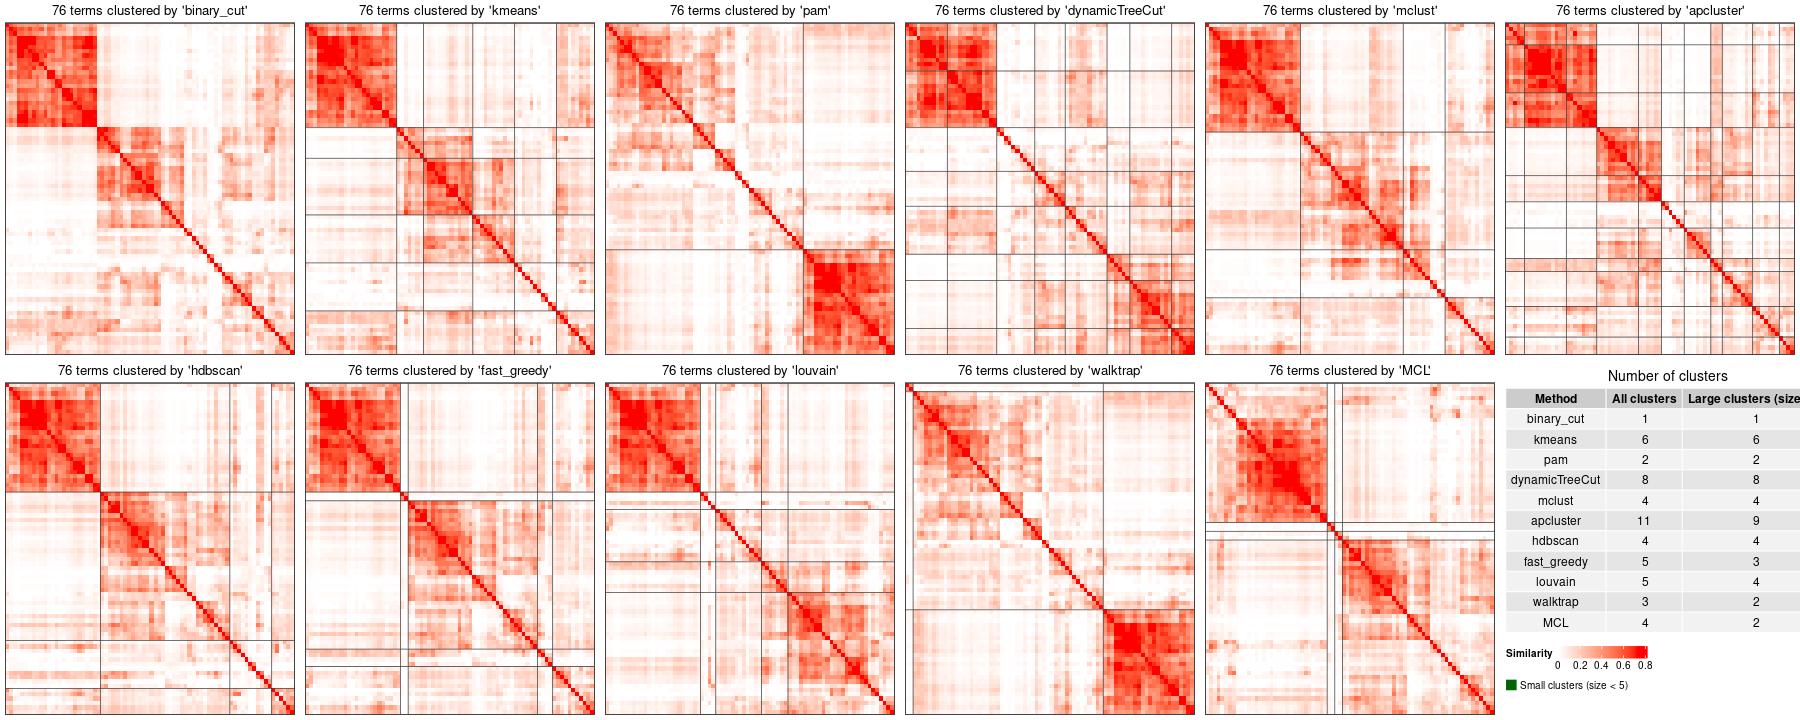 76 terms clustered by 'binary_cut'
76 terms clustered by 'kmeans'
76 terms clustered by 'pam'
76 terms clustered by 'dynamicTreeCut'
76 terms clustered by 'mclust'
76 terms clustered by 'apcluster'
76 terms clustered by 'hdbscan'
76 terms clustered by 'fast_greedy'
76 terms clustered by 'louvain'
76 terms clustered by 'walktrap'
76 terms clustered by 'MCL'
Number of clusters
Method All clusters Large clusters (size
binary_cut 1 1
kmeans 6 6
pam 2 2
dynamicTreeCut 8 8
mclust 4 4
apcluster 11 9
hdbscan 4 4
fast_greedy 5 3
louvain 5 4
walktrap 3 2
MCL 4 2
Similarity
0 0.2 0.4 0.6 0.8
Small clusters (size < 5)